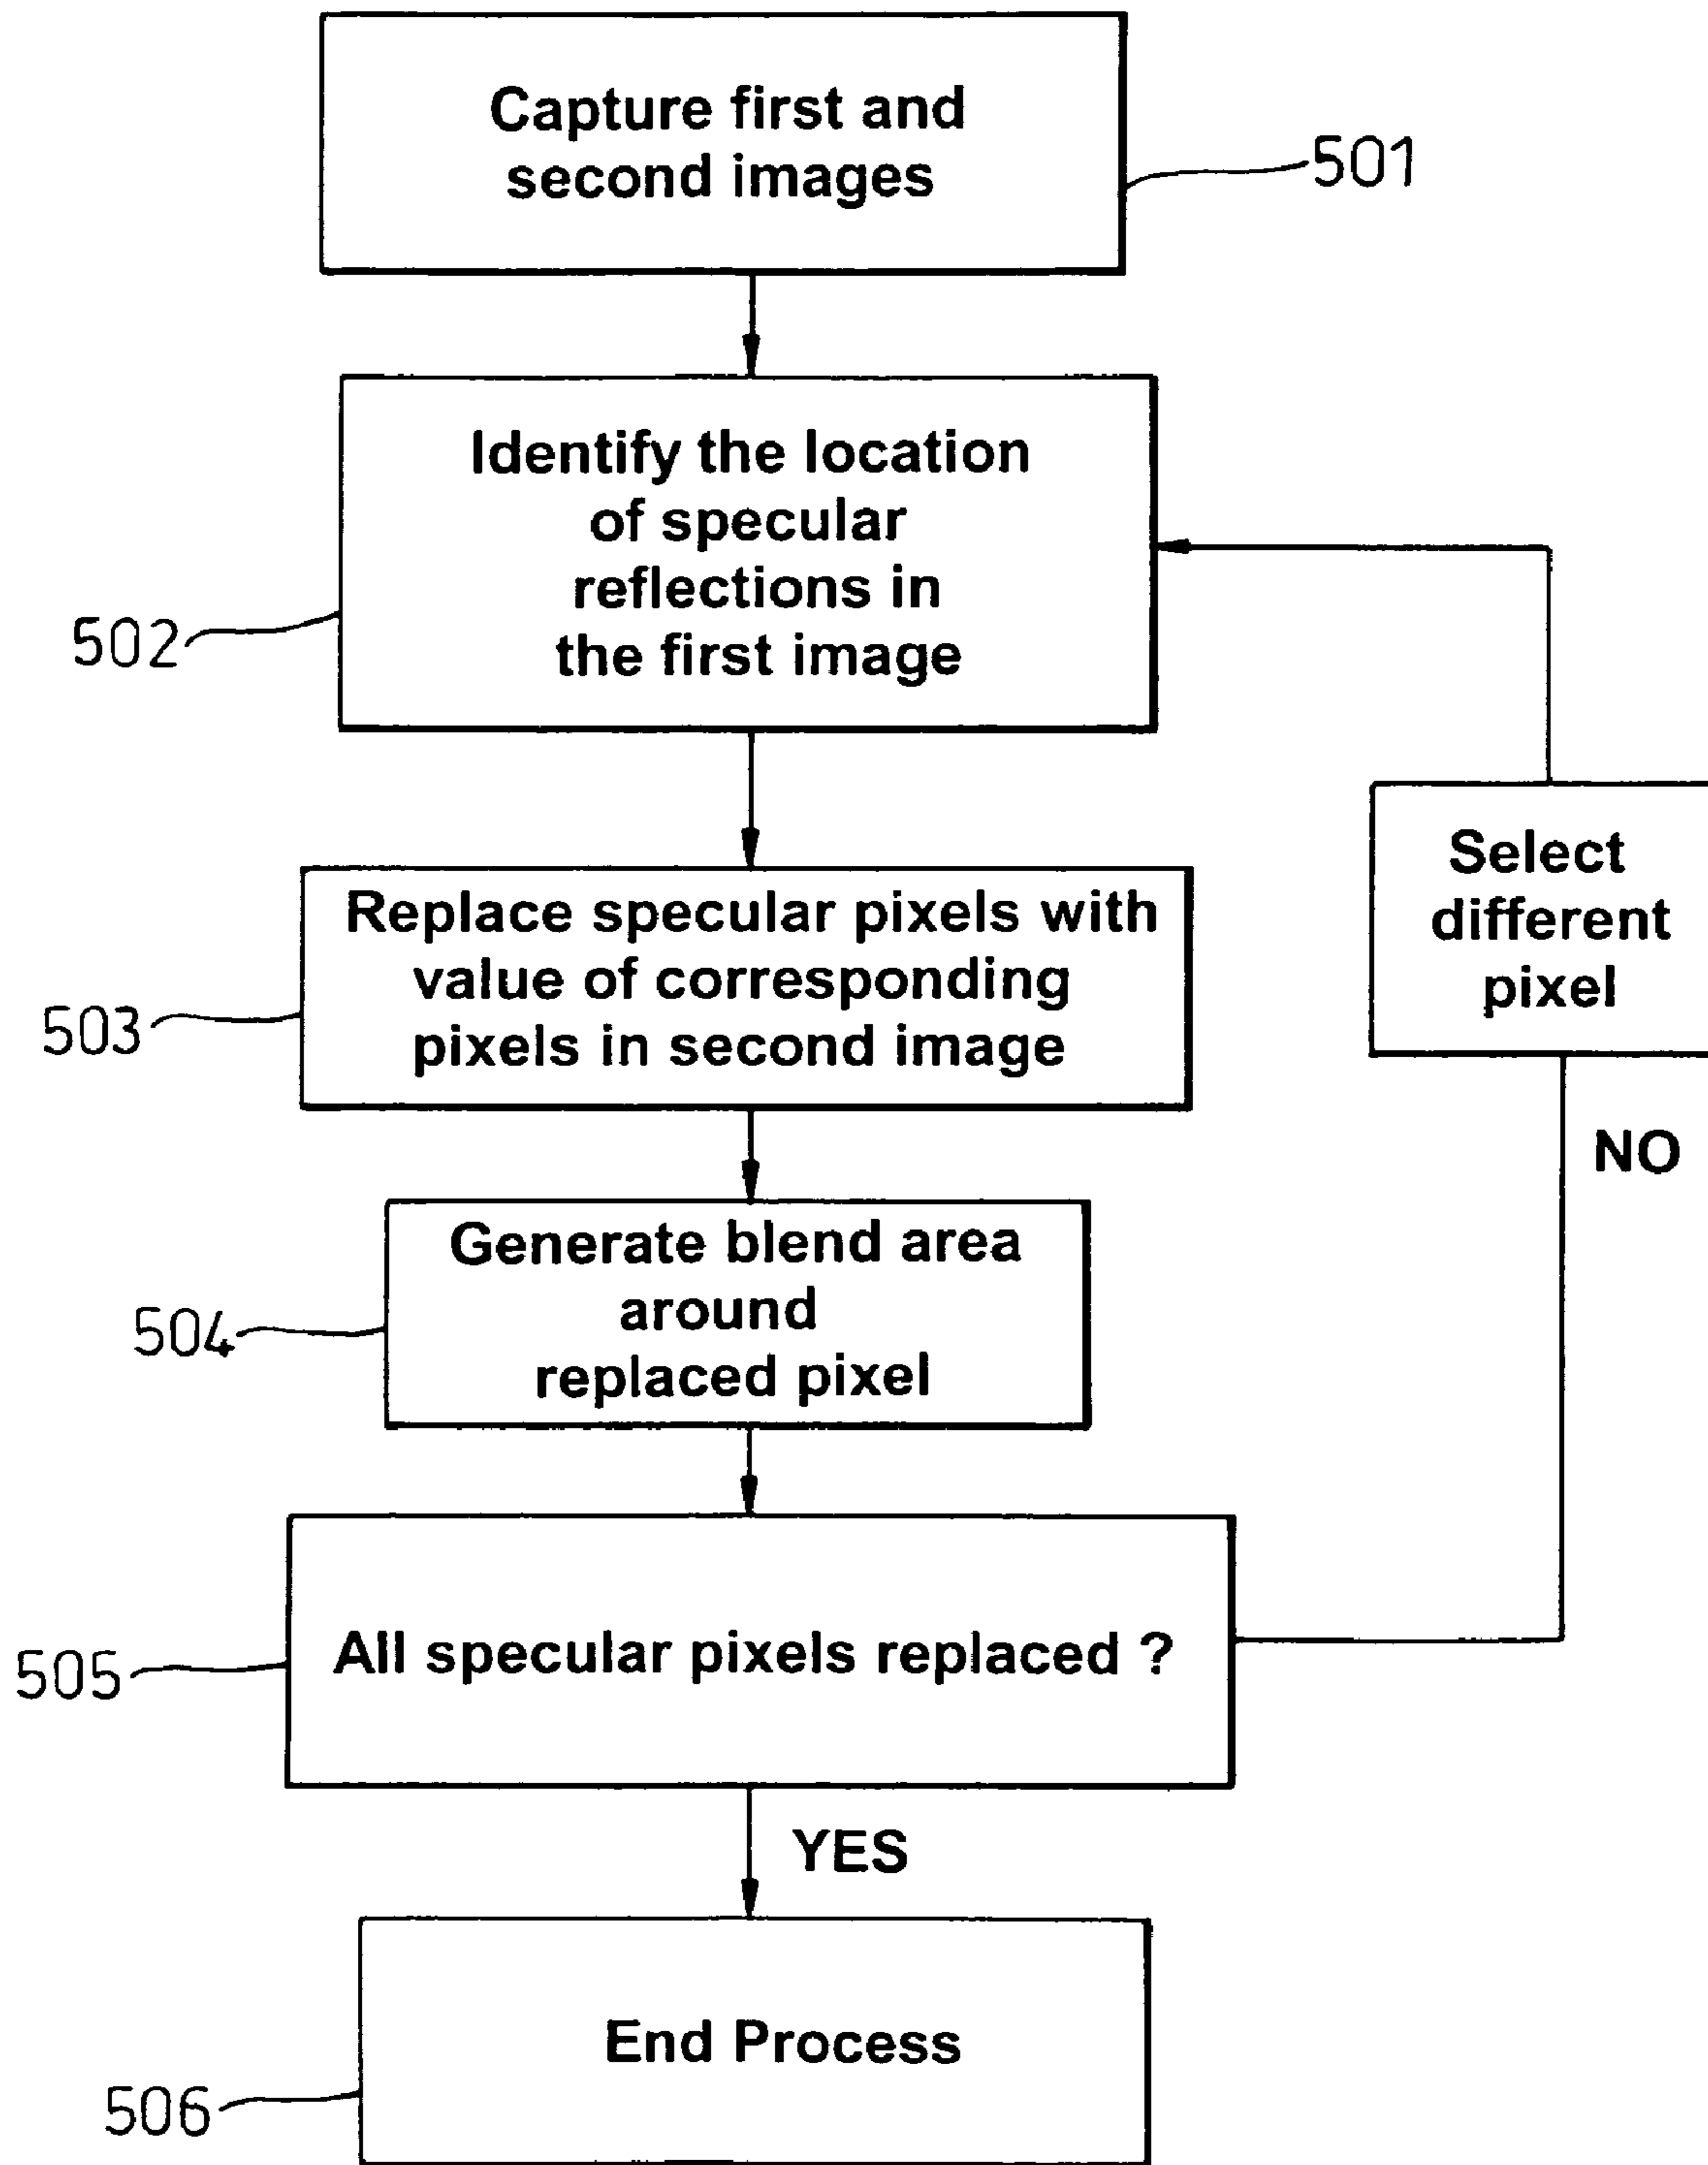 Capture first and
second images
501
Identify the location
of specular
reflections in
the first image
502
Select
different
pixel
Replace specular pixels with
value of corresponding
pixels in second image
503
NO
Generate blend area
around
replaced pixel
504
All specular pixels replaced ?
505
YES
End Process
506